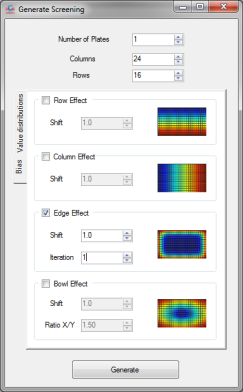 Generate Screening
Number of Plates 1
Columns 24
Rows 16
Bias
Value distributions
Row Effect
Shift 1.0
Column Effect
Shift 1.0
Edge Effect
Shift 1.0
Iteration 1
Bowl Effect
Shift 1.0
Ratio X/Y 1.50
Generate